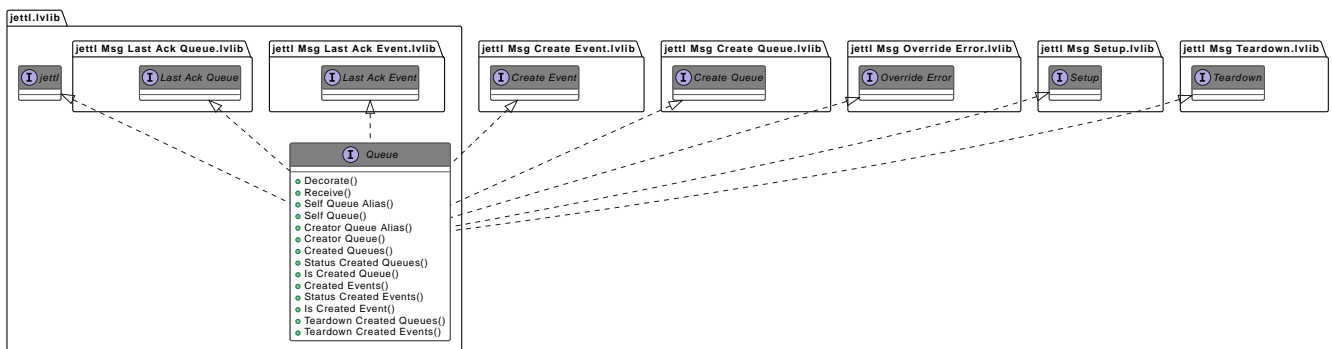 jettl.lvlib
jettl Msg Last Ack Queue.lvlib
jettl Msg Last Ack Event.lvlib
jettl Msg Create Event.lvlib
jettl Msg Create Queue.lvlib
jettl Msg Override Error.lvlib
jettl Msg Setup.lvlib
jettl Msg Teardown.lvlib
I jettl
I Last Ack Queue
I Last Ack Event
I Create Event
I Create Queue
I Override Error
I Setup
I Teardown
I Queue
Decorate()
Receive()
Self Queue Alias()
Self Queue()
Creator Queue Alias()
Creator Queue()
Created Queues()
Status Created Queues()
Is Created Queue()
Created Events()
Status Created Events()
Is Created Event()
Teardown Created Queues()
Teardown Created Events()